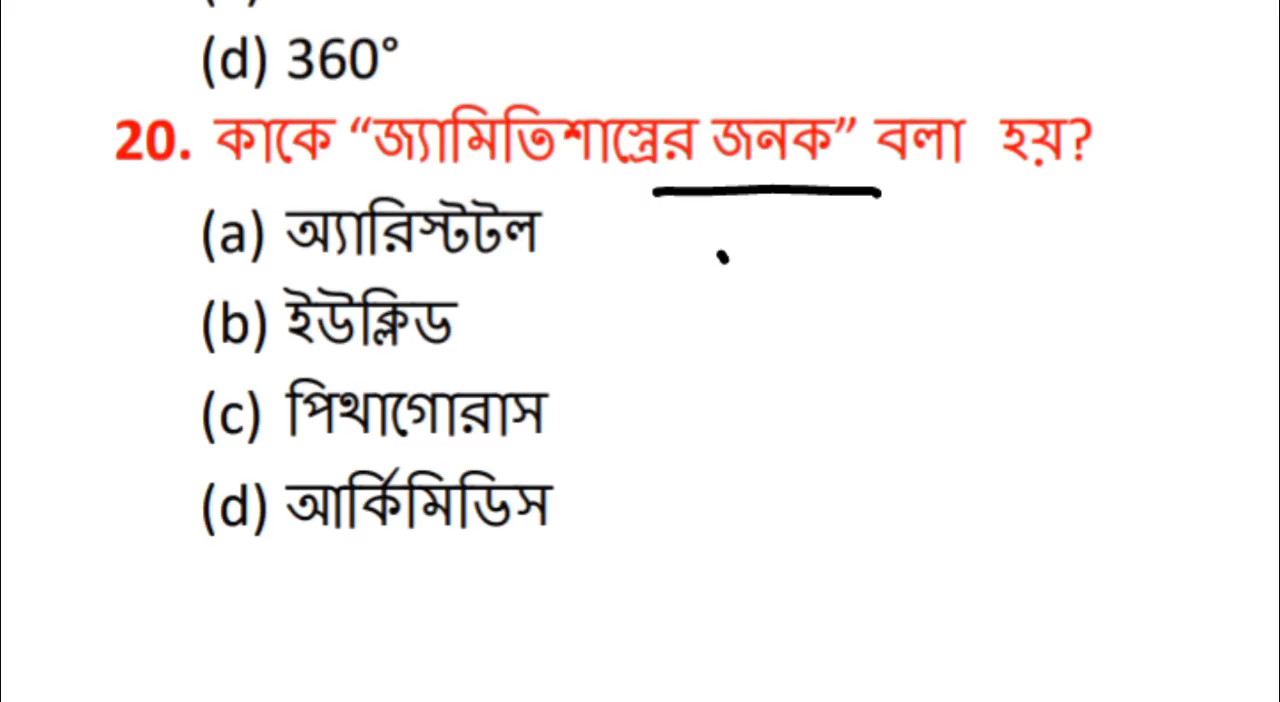 (d) 360°
20. কাকে “জ্যামিতিশাস্ত্রের জনক” বলা হয়?
(a) অ্যারিস্টটল
(b) ইউক্লিড
(c) পিথাগোরাস
(d) আর্কিমিডিস